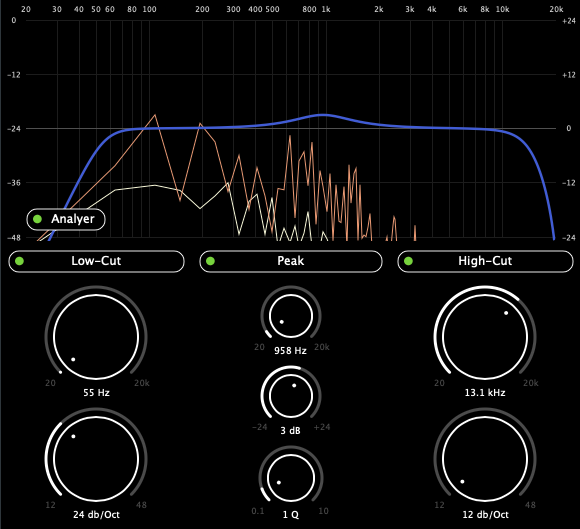 20 30 40 50 60 80 100 200 300 400 500 800 1k 2k 3k 4k 6k 8k 10k 20k
0 +24
−12 +12
−24 0
−36 −12
Analyer
−48 −24
Low-Cut Peak High-Cut
20 20k
958 Hz
20 20k 20 20k
55 Hz 13.1 kHz
−24 +24
3 dB
12 48 0.1 10 12 48
24 db/Oct 1 Q 12 db/Oct